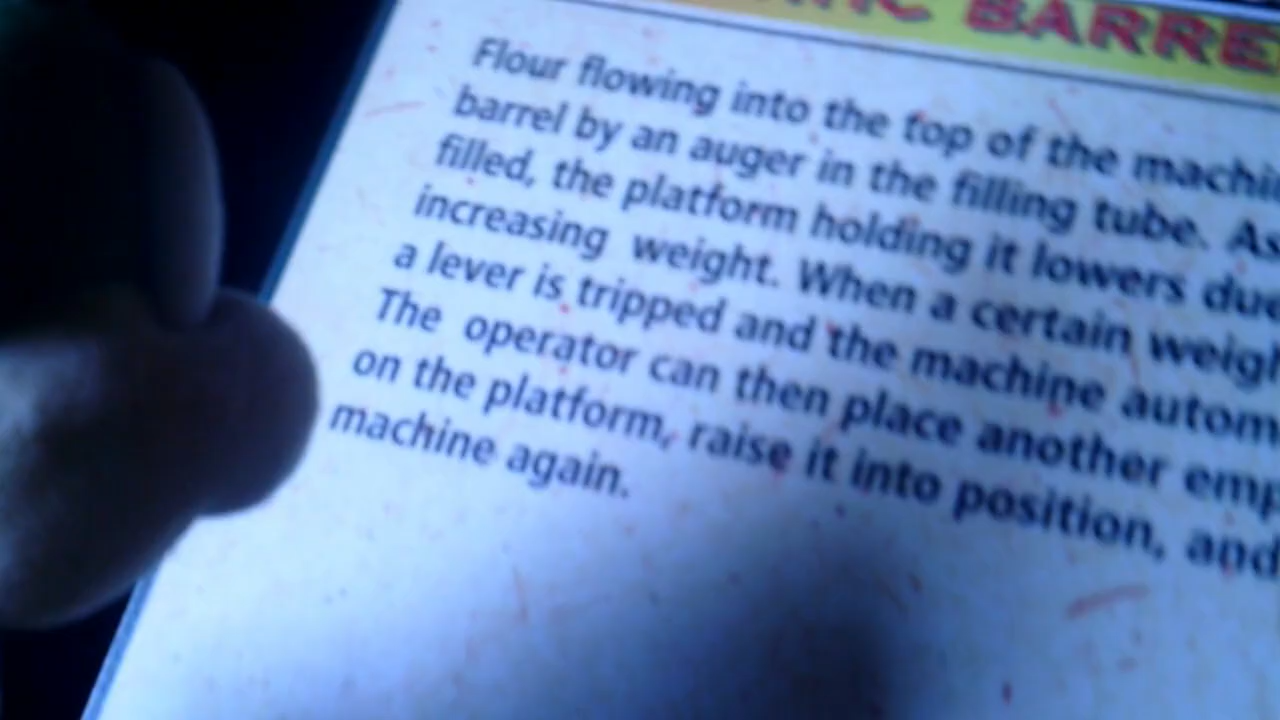 BARRE
Flour flowing into the top of the machi
barrel by an auger in the filling tube. As
filled, the platform holding it lowers due
increasing weight. When a certain weigh
a lever is tripped and the machine autom
The operator can then place another emp
on the platform, raise it into position, and
machine again.